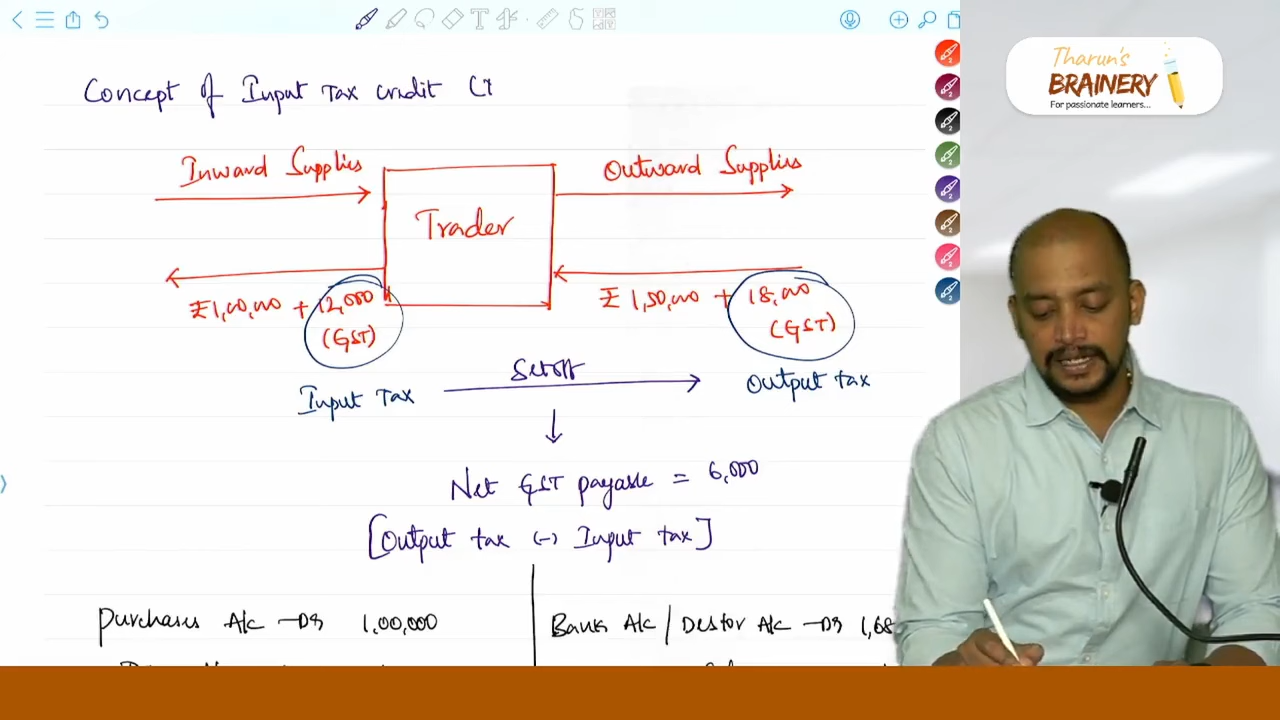 Concept of Input Tax credit (I
Tharun's
BRAINERY
For passionate learners...
Inward Supplies
Outward Supplies
Trader
₹1,00,000 + 12,000
(GST)
₹ 1,50,000 + 18,000
(GST)
Setoff
Input Tax
Output tax
Net GST payable = 6,000
[Output tax (-) Input tax]
Purchases A/c -Dr 1,00,000
Bank A/c / Debtor A/c -Dr 1,68